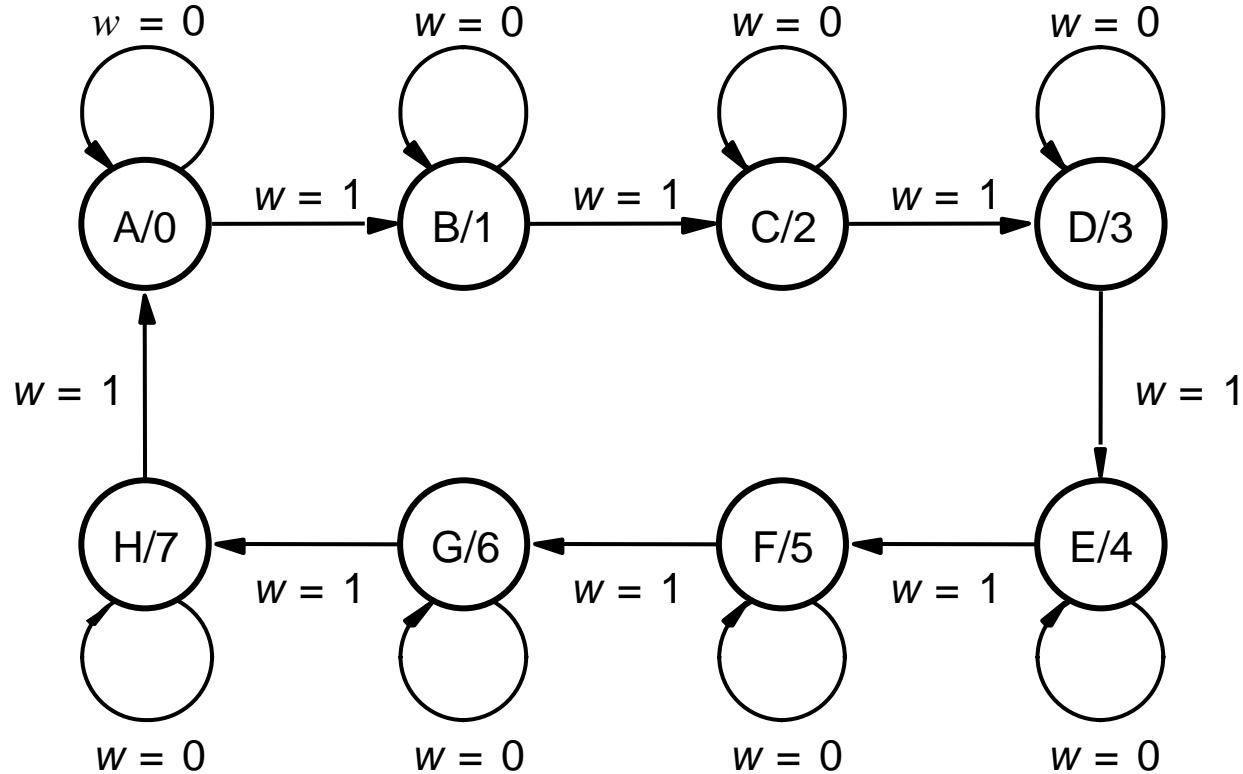 w = 0 w = 0 w = 0 w = 0
w = 1 w = 1 w = 1
A/0 B/1 C/2 D/3
w = 1 w = 1
H/7 G/6 F/5 E/4
w = 1 w = 1 w = 1
w = 0 w = 0 w = 0 w = 0